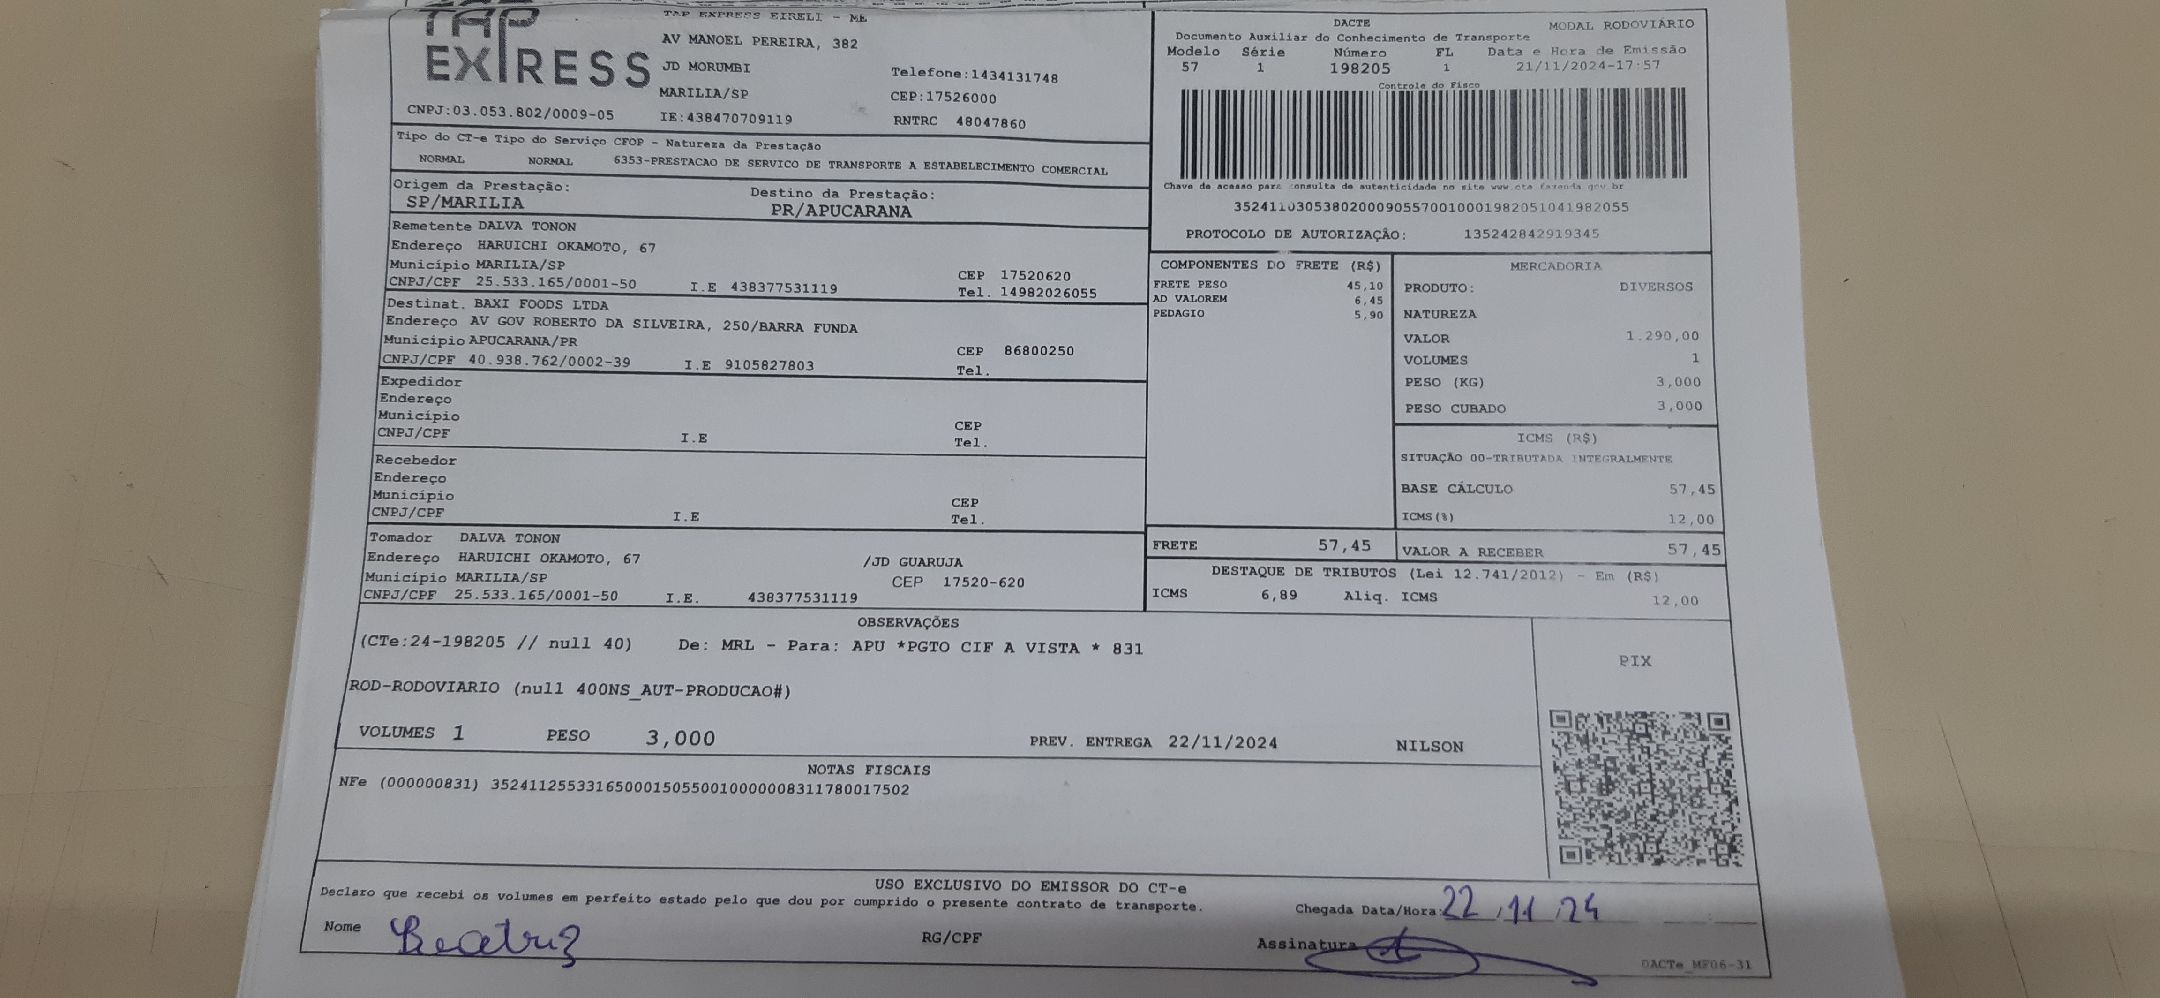 TAP
EXPRESS
TAP EXPRESS EIRELI - ME
AV MANOEL PEREIRA, 382
JD MORUMBI
Telefone:1434131748
MARILIA/SP
CEP:17526000
CNPJ:03.053.802/0009-05
IE:438470709119
RNTRC 48047860
DACTE
MODAL RODOVIÁRIO
Documento Auxiliar do Conhecimento de Transporte
Modelo Série Número FL Data e Hora de Emissão
57 1 198205 1 21/11/2024-17:57
Controle do Fisco
Chave de acesso para consulta de autenticidade no site www.cte.fazenda.gov.br
35241103053802000905570010001982051041982055
PROTOCOLO DE AUTORIZAÇÃO: 135242842919345
Tipo do CT-e Tipo do Serviço CFOP - Natureza da Prestação
NORMAL NORMAL 6353-PRESTACAO DE SERVICO DE TRANSPORTE A ESTABELECIMENTO COMERCIAL
Origem da Prestação: Destino da Prestação:
SP/MARILIA PR/APUCARANA
Remetente DALVA TONON
Endereço HARUICHI OKAMOTO, 67
Município MARILIA/SP CEP 17520620
CNPJ/CPF 25.533.165/0001-50 I.E 438377531119 Tel. 14982026055
Destinat. BAXI FOODS LTDA
Endereço AV GOV ROBERTO DA SILVEIRA, 250/BARRA FUNDA
Município APUCARANA/PR CEP 86800250
CNPJ/CPF 40.938.762/0002-39 I.E 9105827803 Tel.
Expedidor
Endereço
Município CEP
CNPJ/CPF I.E Tel.
Recebedor
Endereço
Município CEP
CNPJ/CPF I.E Tel.
Tomador DALVA TONON
Endereço HARUICHI OKAMOTO, 67 /JD GUARUJA
Município MARILIA/SP CEP 17520-620
CNPJ/CPF 25.533.165/0001-50 I.E. 438377531119
COMPONENTES DO FRETE (R$)
FRETE PESO 45,10
AD VALOREM 6,45
PEDAGIO 5,90
MERCADORIA
PRODUTO: DIVERSOS
NATUREZA
VALOR 1.290,00
VOLUMES 1
PESO (KG) 3,000
PESO CUBADO 3,000
ICMS (R$)
SITUAÇÃO 00-TRIBUTADA INTEGRALMENTE
BASE CÁLCULO 57,45
ICMS(%) 12,00
FRETE 57,45 VALOR A RECEBER 57,45
DESTAQUE DE TRIBUTOS (Lei 12.741/2012) - Em (R$)
ICMS 6,89 Aliq. ICMS 12,00
OBSERVAÇÕES
(CTe:24-198205 // null 40) De: MRL - Para: APU *PGTO CIF A VISTA * 831
ROD-RODOVIARIO (null 400NS_AUT-PRODUCAO#)
PIX
VOLUMES 1 PESO 3,000 PREV. ENTREGA 22/11/2024 NILSON
NOTAS FISCAIS
NFe (000000831) 35241125533165000150550010000008311780017502
USO EXCLUSIVO DO EMISSOR DO CT-e
Declaro que recebi os volumes em perfeito estado pelo que dou por cumprido o presente contrato de transporte.
Chegada Data/Hora: 22 / 11 / 24
Nome Beatriz RG/CPF Assinatura
DACTe_MF06-31